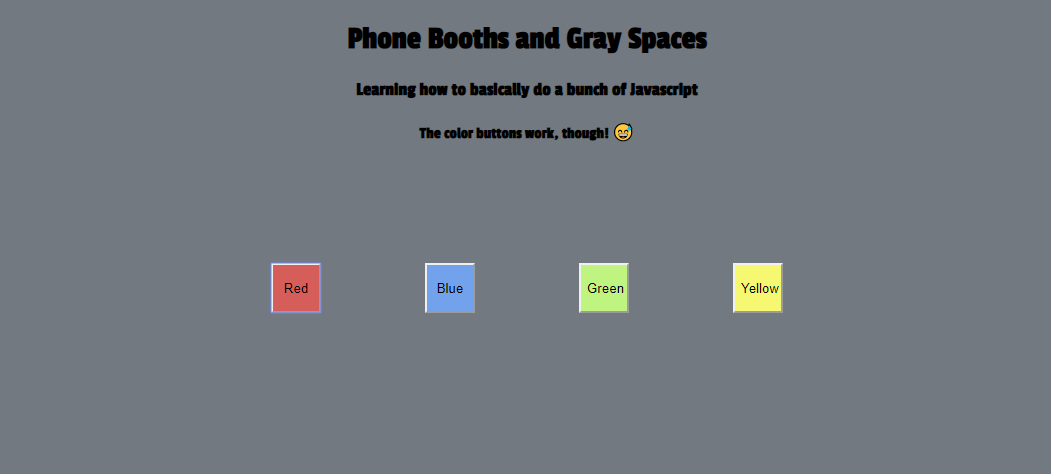 Phone Booths and Gray Spaces
Learning how to basically do a bunch of Javascript
The color buttons work, though! 😅
Red Blue Green Yellow